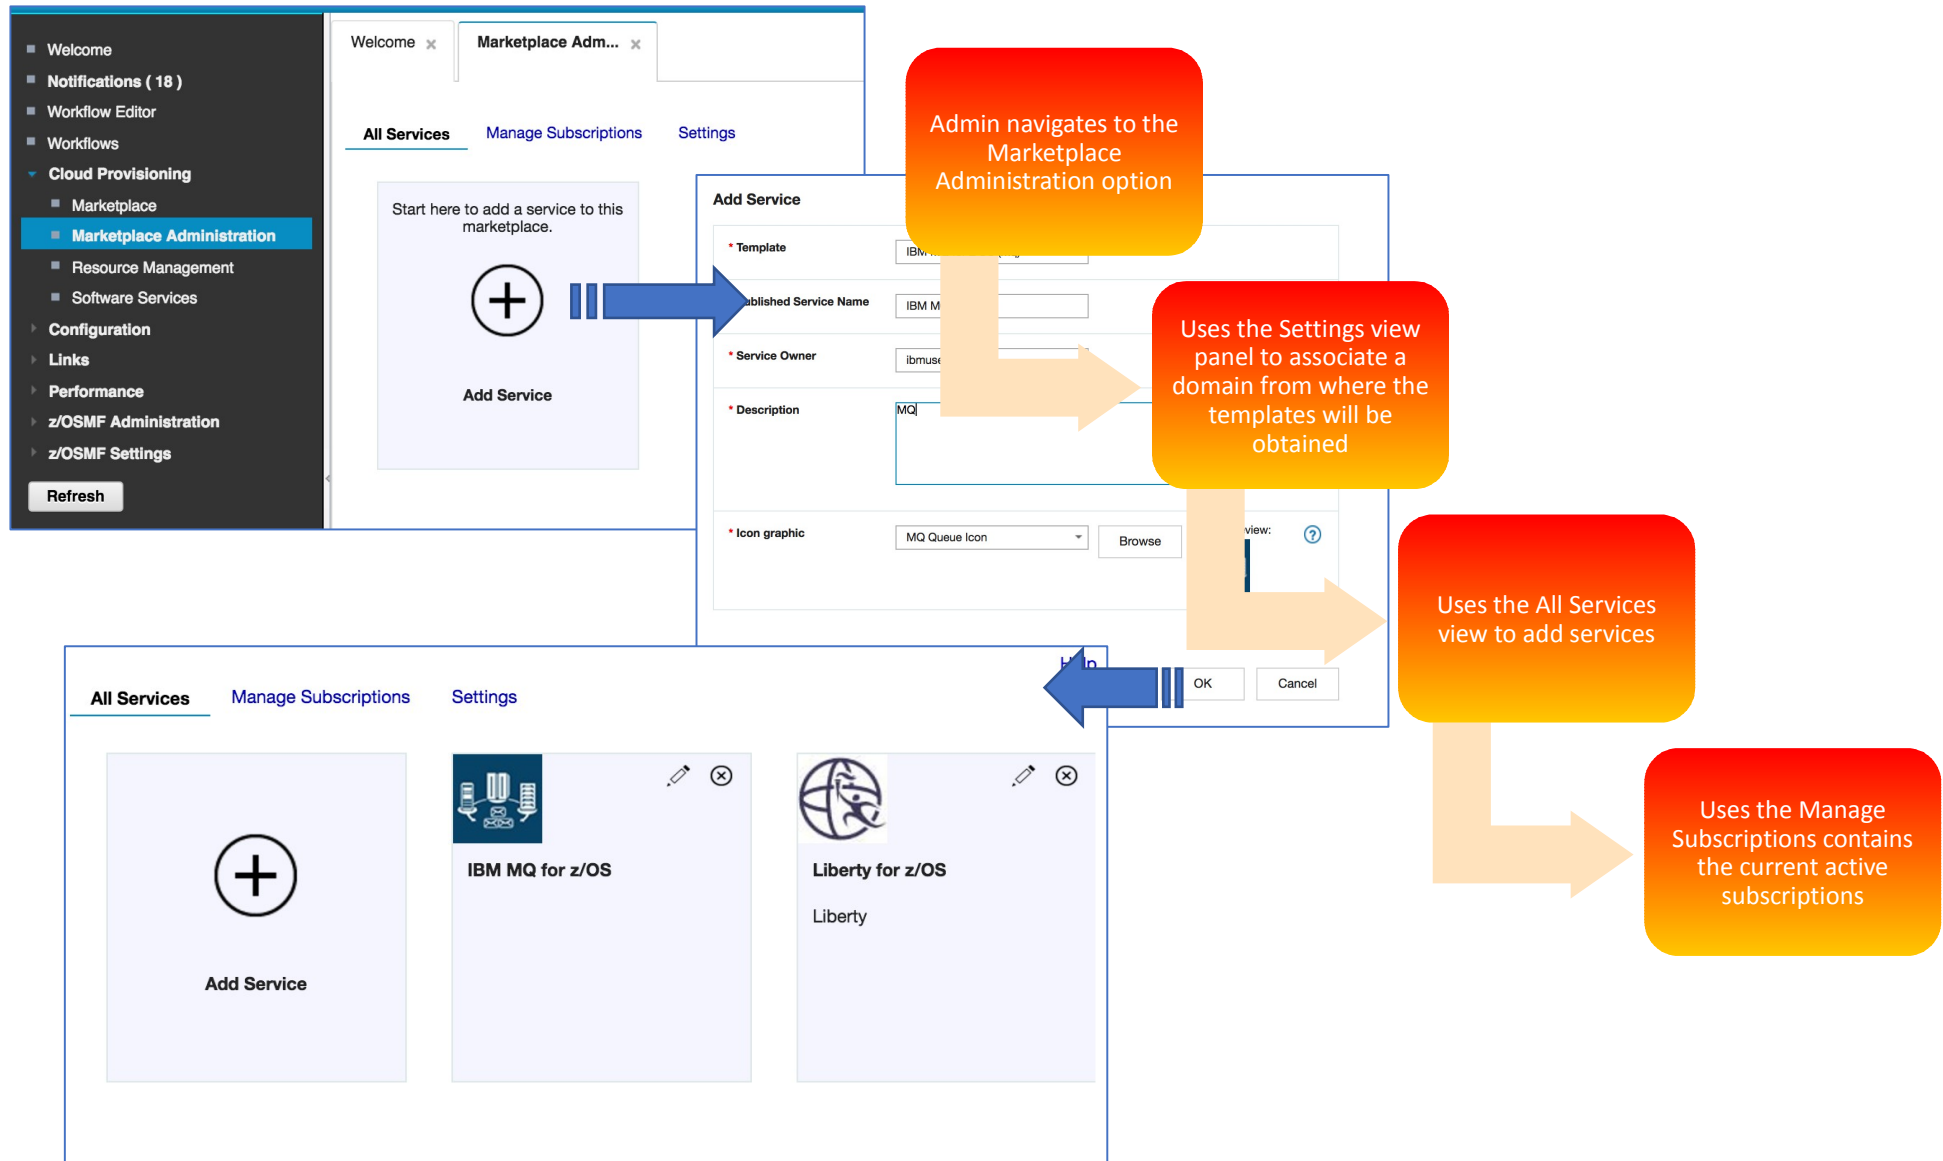 Welcome
Notifications ( 18 )
Workflow Editor
Workflows
Cloud Provisioning
Marketplace
Marketplace Administration
Resource Management
Software Services
Configuration
Links
Performance
z/OSMF Administration
z/OSMF Settings
Refresh
Welcome x
Marketplace Adm... x
All Services Manage Subscriptions Settings
Start here to add a service to this
marketplace.
Add Service
Add Service
* Template
IBM
Service Name
IBM
* Service Owner
* Description
MQ
* Icon graphic
MQ Queue Icon
Browse
?
OK
Cancel
Admin navigates to the
Marketplace
Administration option
Uses the Settings view
panel to associate a
domain from where the
templates will be
obtained
Uses the All Services
view to add services
Uses the Manage
Subscriptions contains
the current active
subscriptions
All Services Manage Subscriptions Settings
Add Service
IBM MQ for z/OS
Liberty for z/OS
Liberty